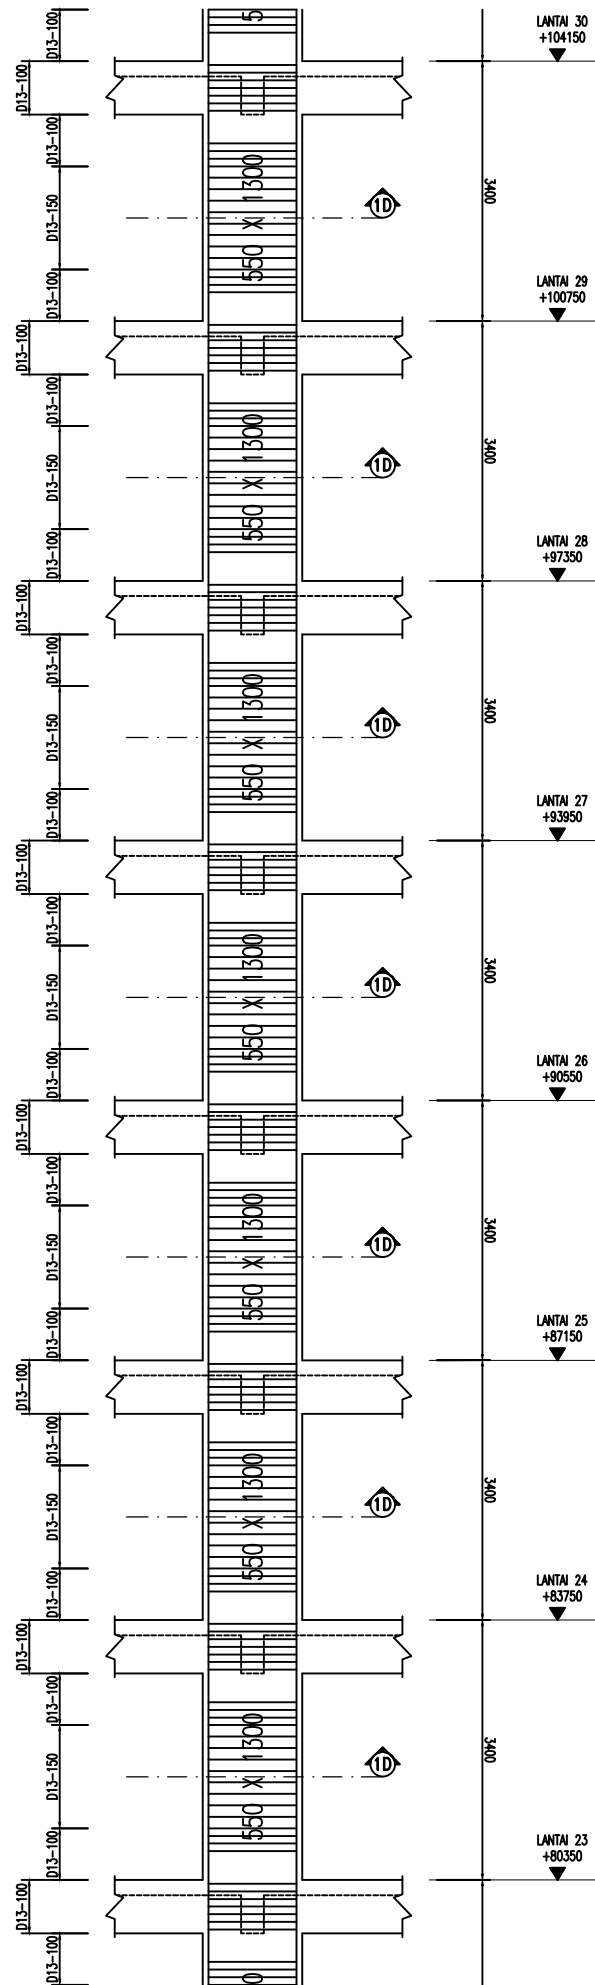 D13-100
5
LANTAI 30
+104150
D13-100
D13-100
D13-150
D13-100
550 X 1300
1D
3400
LANTAI 29
+100750
D13-100
D13-100
D13-150
D13-100
550 X 1300
1D
3400
LANTAI 28
+97350
D13-100
D13-100
D13-150
D13-100
550 X 1300
1D
3400
LANTAI 27
+93950
D13-100
D13-100
D13-150
D13-100
550 X 1300
1D
3400
LANTAI 26
+90550
D13-100
D13-100
D13-150
D13-100
550 X 1300
1D
3400
LANTAI 25
+87150
D13-100
D13-100
D13-150
D13-100
550 X 1300
1D
3400
LANTAI 24
+83750
D13-100
D13-100
D13-150
D13-100
550 X 1300
1D
3400
LANTAI 23
+80350
D13-100
D13-100
0